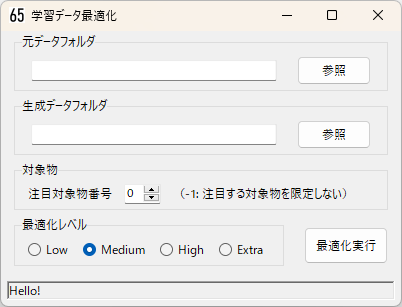 65 学習データ最適化
元データフォルダ
参照
生成データフォルダ
参照
対象物
注目対象物番号 0 （-1: 注目する対象物を限定しない）
最適化レベル
Low Medium High Extra
最適化実行
Hello!